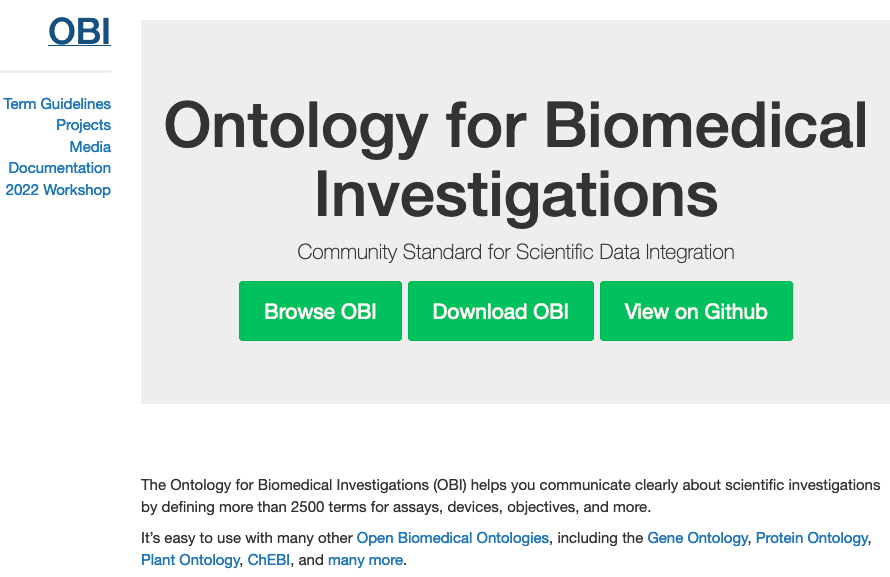 OBI
Term Guidelines
Projects
Media
Documentation
2022 Workshop
Ontology for Biomedical
Investigations
Community Standard for Scientific Data Integration
Browse OBI
Download OBI
View on Github
The Ontology for Biomedical Investigations (OBI) helps you communicate clearly about scientific investigations
by defining more than 2500 terms for assays, devices, objectives, and more.
It’s easy to use with many other Open Biomedical Ontologies, including the Gene Ontology, Protein Ontology,
Plant Ontology, ChEBI, and many more.